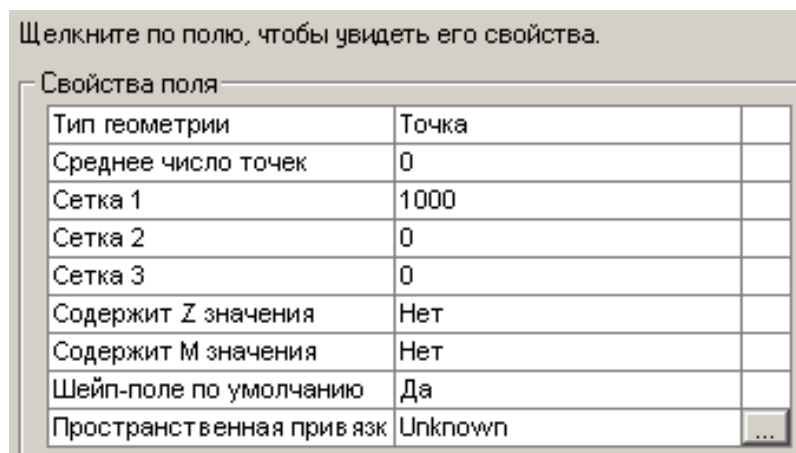 Щелкните по полю, чтобы увидеть его свойства.
Свойства поля
Тип геометрии Точка
Среднее число точек 0
Сетка 1 1000
Сетка 2 0
Сетка 3 0
Содержит Z значения Нет
Содержит M значения Нет
Шейп-поле по умолчанию Да
Пространственная привязк Unknown ...